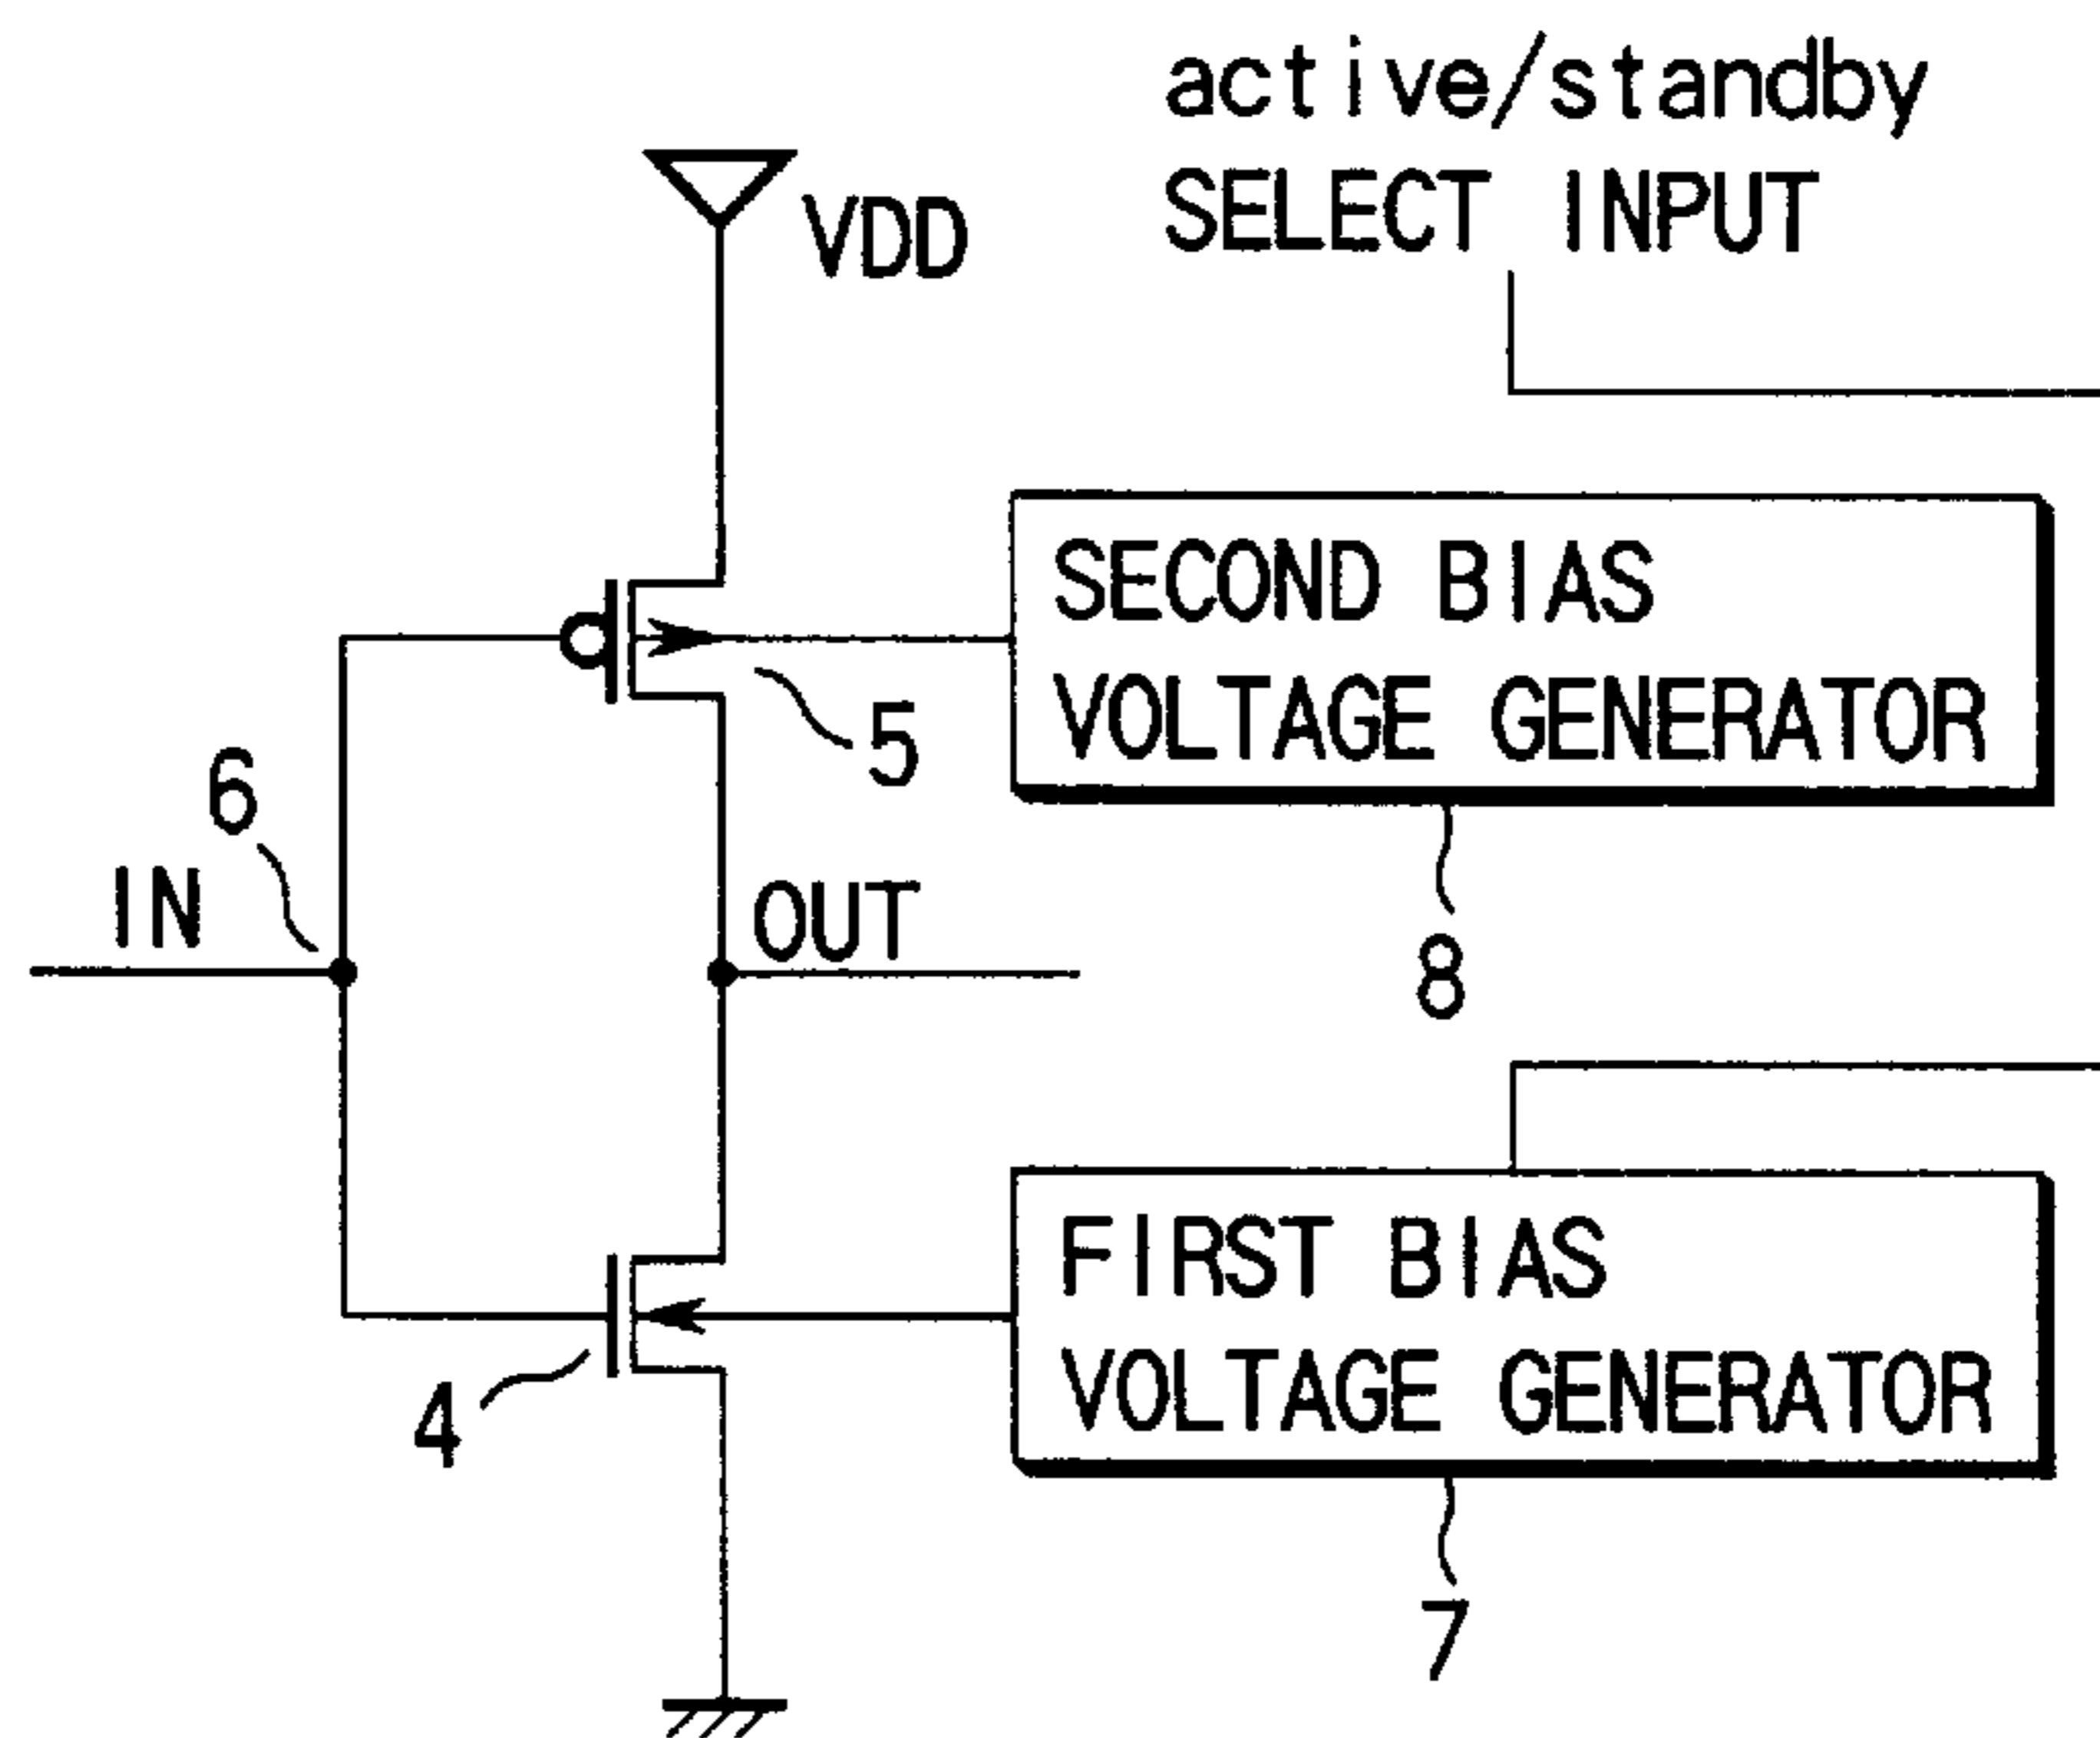 active/standby
SELECT INPUT
VDD
SECOND BIAS
VOLTAGE GENERATOR
5
6
IN
OUT
8
FIRST BIAS
VOLTAGE GENERATOR
4
7